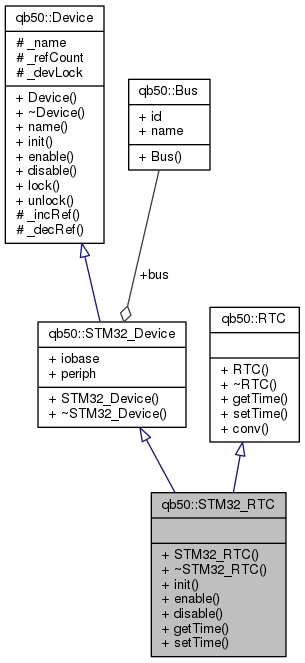 qb50::Device
# _name
# _refCount
# _devLock
+ Device()
+ ~Device()
+ name()
+ init()
+ enable()
+ disable()
+ lock()
+ unlock()
# _incRef()
# _decRef()
qb50::Bus
+ id
+ name
+ Bus()
+bus
qb50::STM32_Device
+ iobase
+ periph
+ STM32_Device()
+ ~STM32_Device()
qb50::RTC
+ RTC()
+ ~RTC()
+ getTime()
+ setTime()
+ conv()
qb50::STM32_RTC
+ STM32_RTC()
+ ~STM32_RTC()
+ init()
+ enable()
+ disable()
+ getTime()
+ setTime()